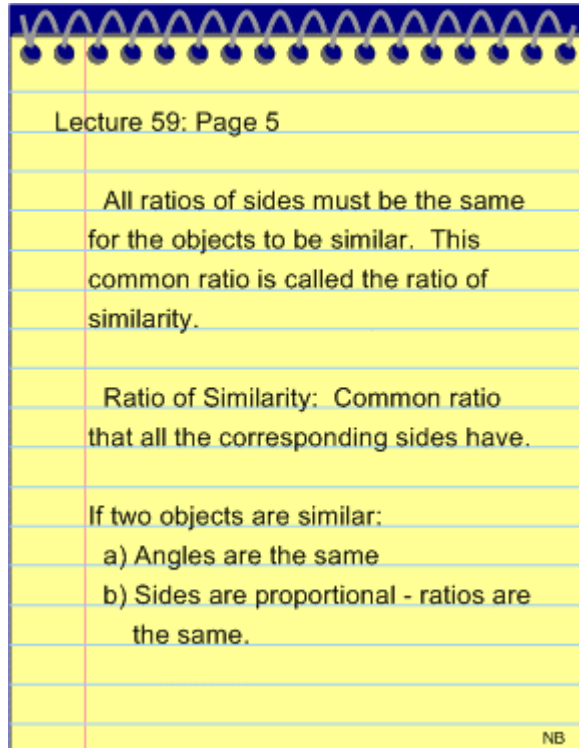 Lecture 59: Page 5
All ratios of sides must be the same
for the objects to be similar.  This
common ratio is called the ratio of
similarity.
Ratio of Similarity:  Common ratio
that all the corresponding sides have.
If two objects are similar:
a) Angles are the same
b) Sides are proportional - ratios are
the same.
NB